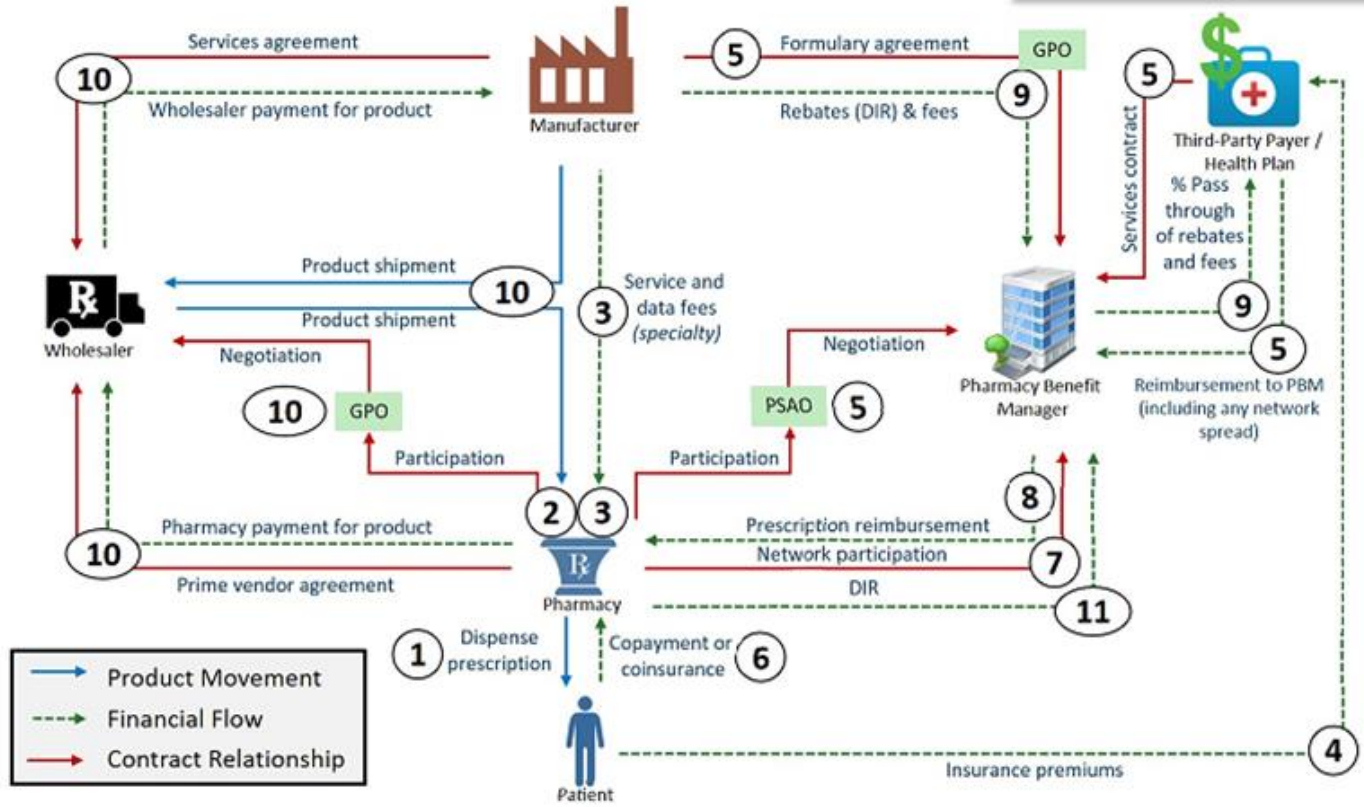 Services agreement
10
Wholesaler payment for product
Manufacturer
5
Formulary agreement
GPO
9
Rebates (DIR) & fees
5
$
Third-Party Payer /
Health Plan
Services contract
% Pass
through
of rebates
and fees
Product shipment
10
Product shipment
Rx
Wholesaler
Negotiation
3
Service and
data fees
(specialty)
Negotiation
9
5
Pharmacy Benefit
Manager
Reimbursement to PBM
(including any network
spread)
10
GPO
PSAO
5
Participation
Participation
2
3
8
Pharmacy payment for product
Prescription reimbursement
10
Network participation
7
Prime vendor agreement
Rx
Pharmacy
DIR
11
1
Dispense
prescription
Copayment or
coinsurance
6
Product Movement
Financial Flow
Contract Relationship
Patient
Insurance premiums
4